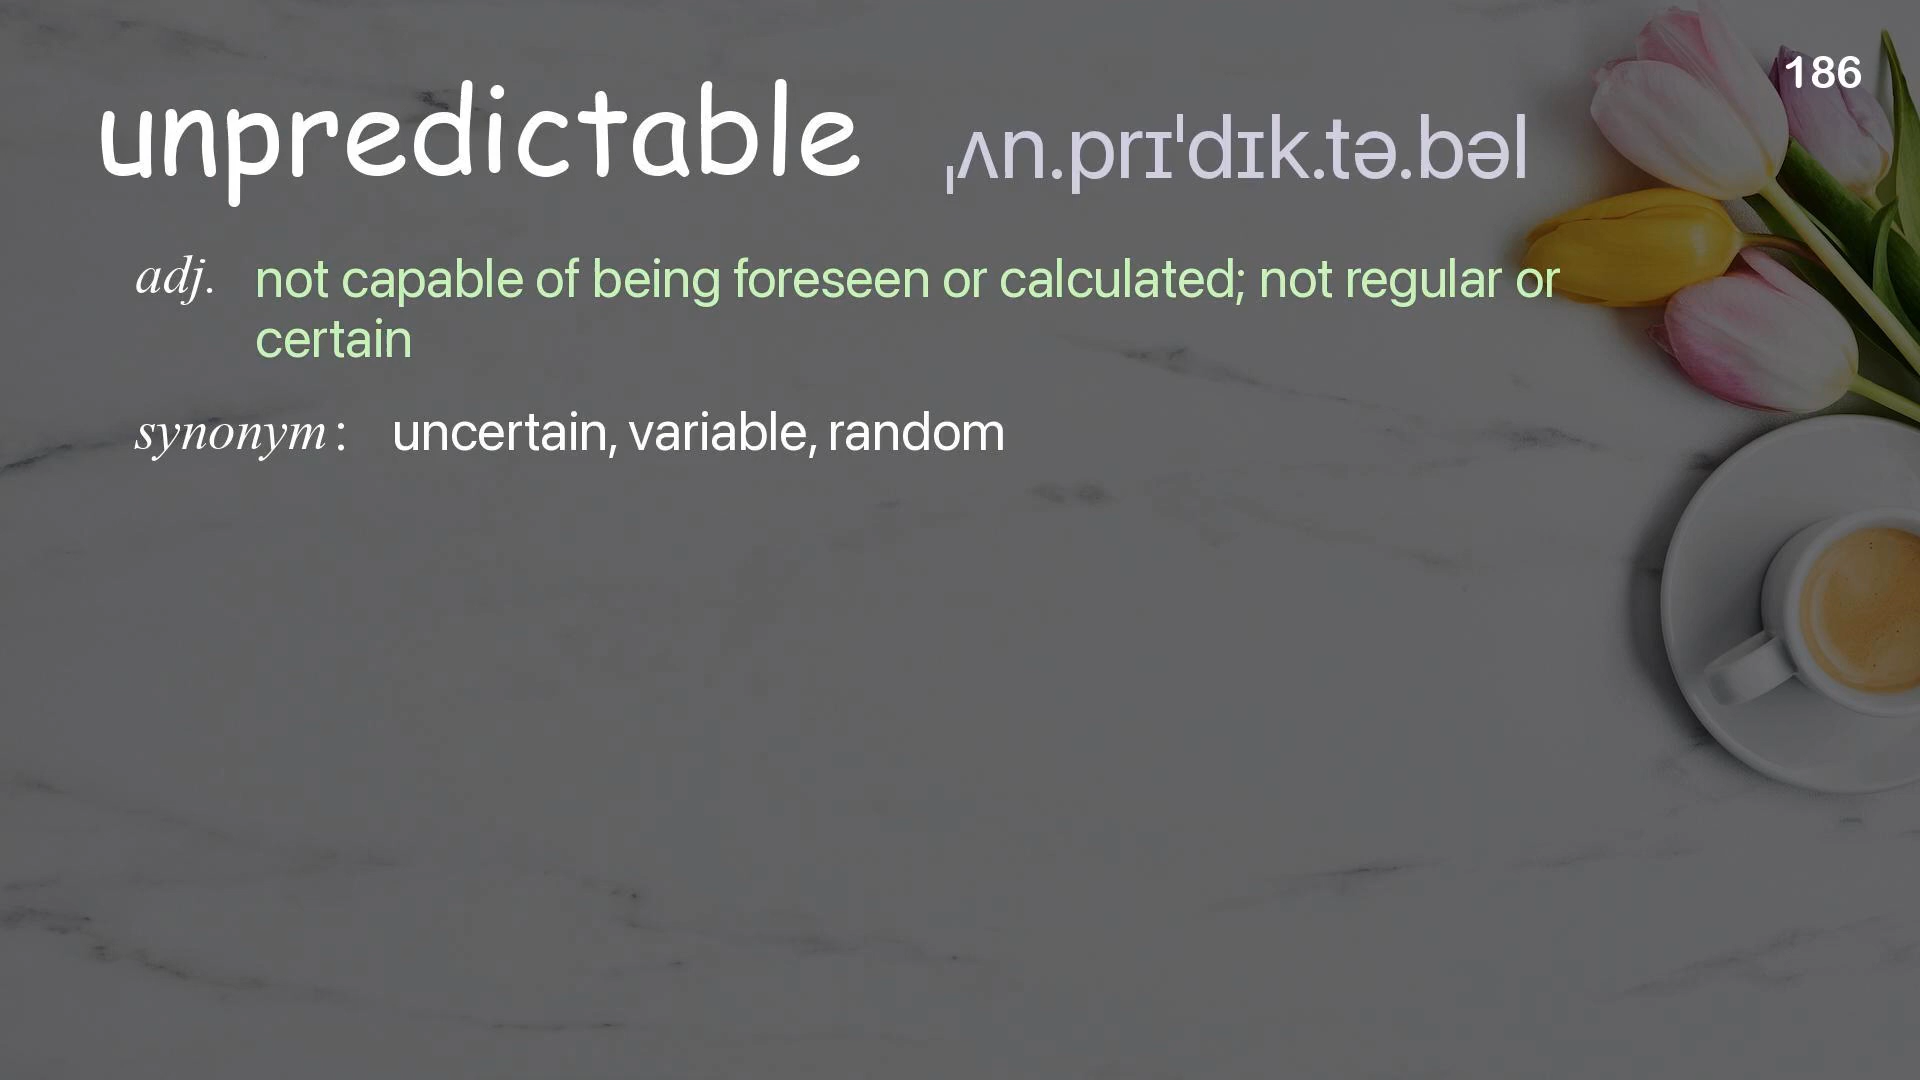 186
unpredictable ˌʌn.prɪˈdɪk.tə.bəl
adj. not capable of being foreseen or calculated; not regular or
certain
synonym: uncertain, variable, random